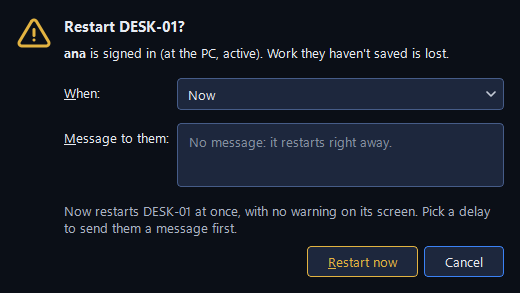 Restart DESK-01?
ana is signed in (at the PC, active). Work they haven't saved is lost.
When:
Now
Message to them:
No message: it restarts right away.
Now restarts DESK-01 at once, with no warning on its screen. Pick a delay
to send them a message first.
Restart now
Cancel